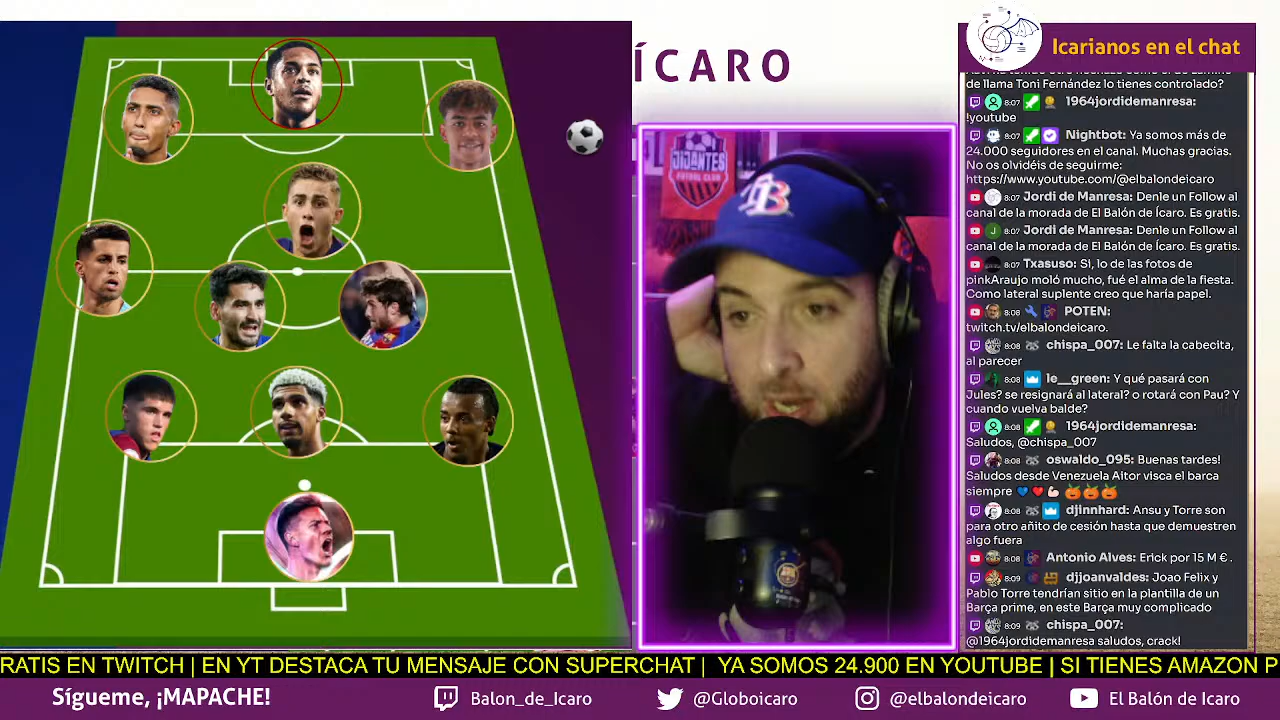 ÍCARO
Icarianos en el chat
de llama Toni Fernández lo tienes controlado?
8:07 1964jordidemanresa:
!youtube
8:07 Nightbot: Ya somos más de
24.000 seguidores en el canal. Muchas gracias.
No os olvidéis de seguirme:
https://www.youtube.com/@elbalondeicaro
8:07 Jordi de Manresa: Denle un Follow al
canal de la morada de El Balón de Ícaro. Es gratis.
8:07 Jordi de Manresa: Denle un Follow al
canal de la morada de El Balón de Ícaro. Es gratis.
8:07 Txasuso: SI, lo de las fotos de
pinkAraujo moló mucho, fué el alma de la fiesta.
Como lateral suplente creo que haría papel.
8:08 POTEN:
twitch.tv/elbalondeicaro.
8:08 chispa_007: Le falta la cabecita,
al parecer
8:08 le__green: Y qué pasará con
Jules? se resignará al lateral? o rotará con Pau? Y
cuando vuelva balde?
8:08 1964jordidemanresa:
Saludos, @chispa_007
8:08 oswaldo_095: Buenas tardes!
Saludos desde Venezuela Aitor visca el barca
siempre
8:08 djinnhard: Ansu y Torre son
para otro añito de cesión hasta que demuestren
algo fuera
8:08 Antonio Alves: Erick por 15 M € .
8:08 djjoanvaldes: Joao Felix y
Pablo Torre tendrían sitio en la plantilla de un
Barça prime. en este Barça muy complicado
8:09 chispa_007:
@1964jordidemanresa saludos, crack!
JIJANTES
FÚTBOL CLUB
TB
RATIS EN TWITCH | EN YT DESTACA TU MENSAJE CON SUPERCHAT | YA SOMOS 24.900 EN YOUTUBE | SI TIENES AMAZON P
Sígueme, ¡MAPACHE! Balon_de_Icaro @Globoicaro @elbalondeicaro El Balón de Icaro